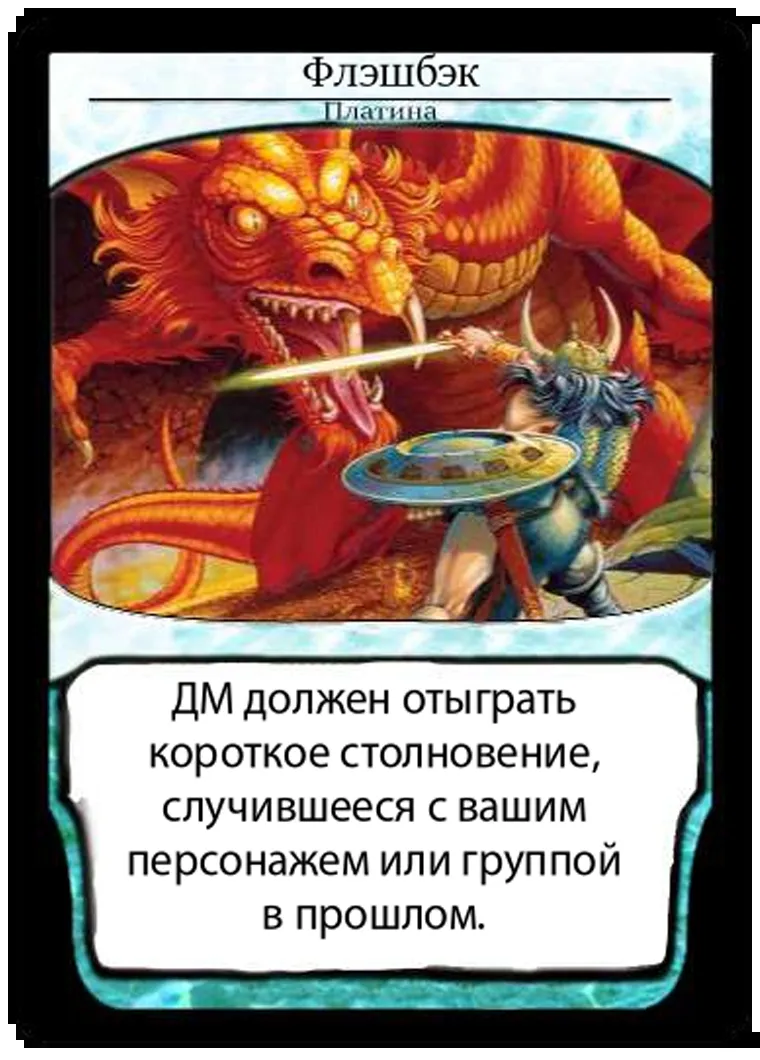 Флэшбэк
Платина
ДМ должен отыграть
короткое столновение,
случившееся с вашим
персонажем или группой
в прошлом.